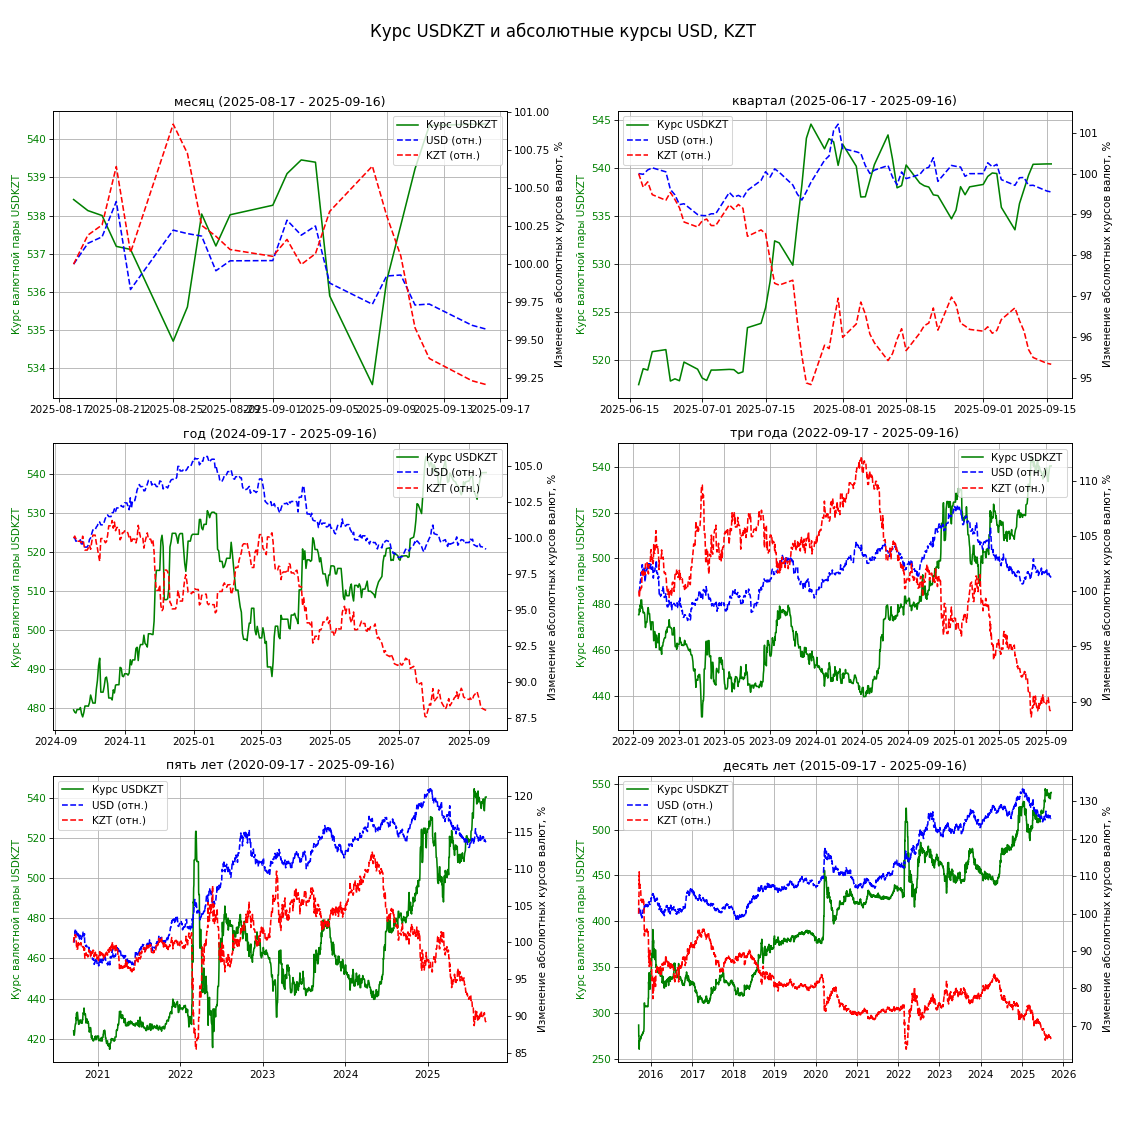 Курс USDKZT и абсолютные курсы USD, KZT
месяц (2025-08-17 - 2025-09-16)
Курс USDKZT
USD (отн.)
KZT (отн.)
Курс валютной пары USDKZT
540
539
538
537
536
535
534
101.00
100.75
100.50
100.25
100.00
99.75
99.50
99.25
Изменение абсолютных курсов валют, %
2025-08-17 2025-08-21 2025-08-25 2025-08-29 2025-09-01 2025-09-05 2025-09-09 2025-09-13 2025-09-17
квартал (2025-06-17 - 2025-09-16)
Курс USDKZT
USD (отн.)
KZT (отн.)
Курс валютной пары USDKZT
545
540
535
530
525
520
101
100
99
98
97
96
95
Изменение абсолютных курсов валют, %
2025-06-15 2025-07-01 2025-07-15 2025-08-01 2025-08-15 2025-09-01 2025-09-15
год (2024-09-17 - 2025-09-16)
Курс USDKZT
USD (отн.)
KZT (отн.)
Курс валютной пары USDKZT
540
530
520
510
500
490
480
105.0
102.5
100.0
97.5
95.0
92.5
90.0
87.5
Изменение абсолютных курсов валют, %
2024-09 2024-11 2025-01 2025-03 2025-05 2025-07 2025-09
три года (2022-09-17 - 2025-09-16)
Курс USDKZT
USD (отн.)
KZT (отн.)
Курс валютной пары USDKZT
540
520
500
480
460
440
110
105
100
95
90
Изменение абсолютных курсов валют, %
2022-09 2023-01 2023-05 2023-09 2024-01 2024-05 2024-09 2025-01 2025-05 2025-09
пять лет (2020-09-17 - 2025-09-16)
Курс USDKZT
USD (отн.)
KZT (отн.)
Курс валютной пары USDKZT
540
520
500
480
460
440
420
120
115
110
105
100
95
90
85
Изменение абсолютных курсов валют, %
2021 2022 2023 2024 2025
десять лет (2015-09-17 - 2025-09-16)
Курс USDKZT
USD (отн.)
KZT (отн.)
Курс валютной пары USDKZT
550
500
450
400
350
300
250
130
120
110
100
90
80
70
Изменение абсолютных курсов валют, %
2016 2017 2018 2019 2020 2021 2022 2023 2024 2025 2026